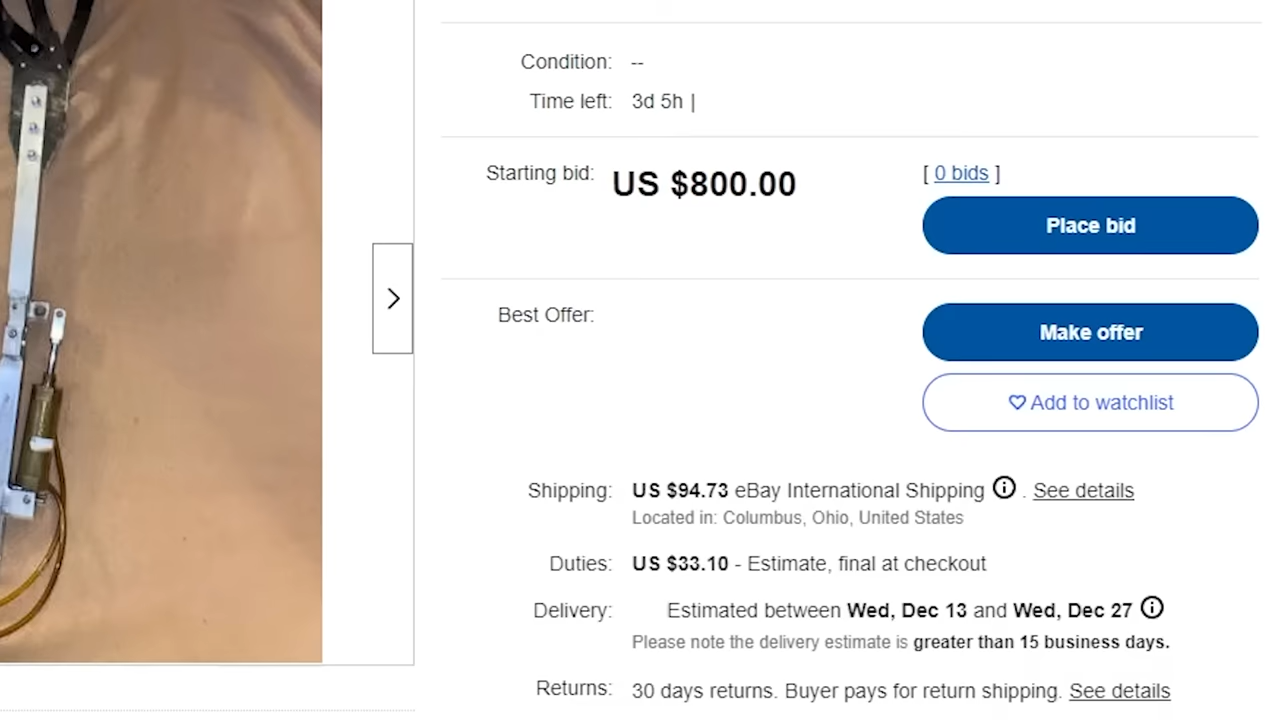 Condition: --
Time left: 3d 5h |
Starting bid: US $800.00 [ 0 bids ]
Place bid
Best Offer:
Make offer
Add to watchlist
Shipping: US $94.73 eBay International Shipping . See details
Located in: Columbus, Ohio, United States
Duties: US $33.10 - Estimate, final at checkout
Delivery: Estimated between Wed, Dec 13 and Wed, Dec 27
Please note the delivery estimate is greater than 15 business days.
Returns: 30 days returns. Buyer pays for return shipping. See details